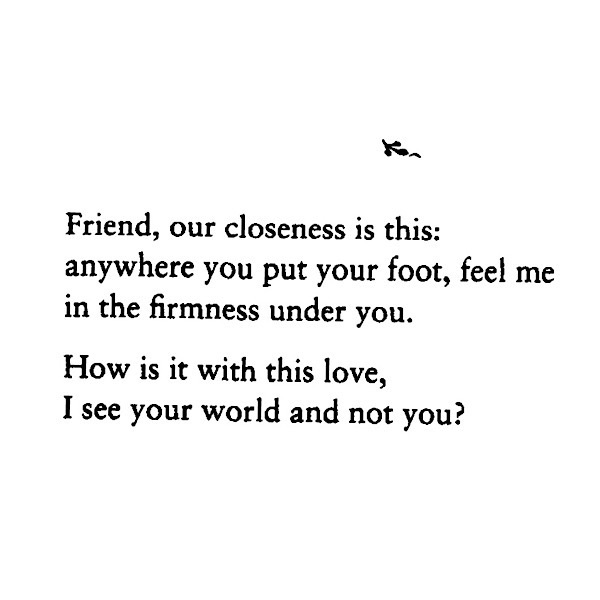 Friend, our closeness is this:
anywhere you put your foot, feel me
in the firmness under you.
How is it with this love,
I see your world and not you?